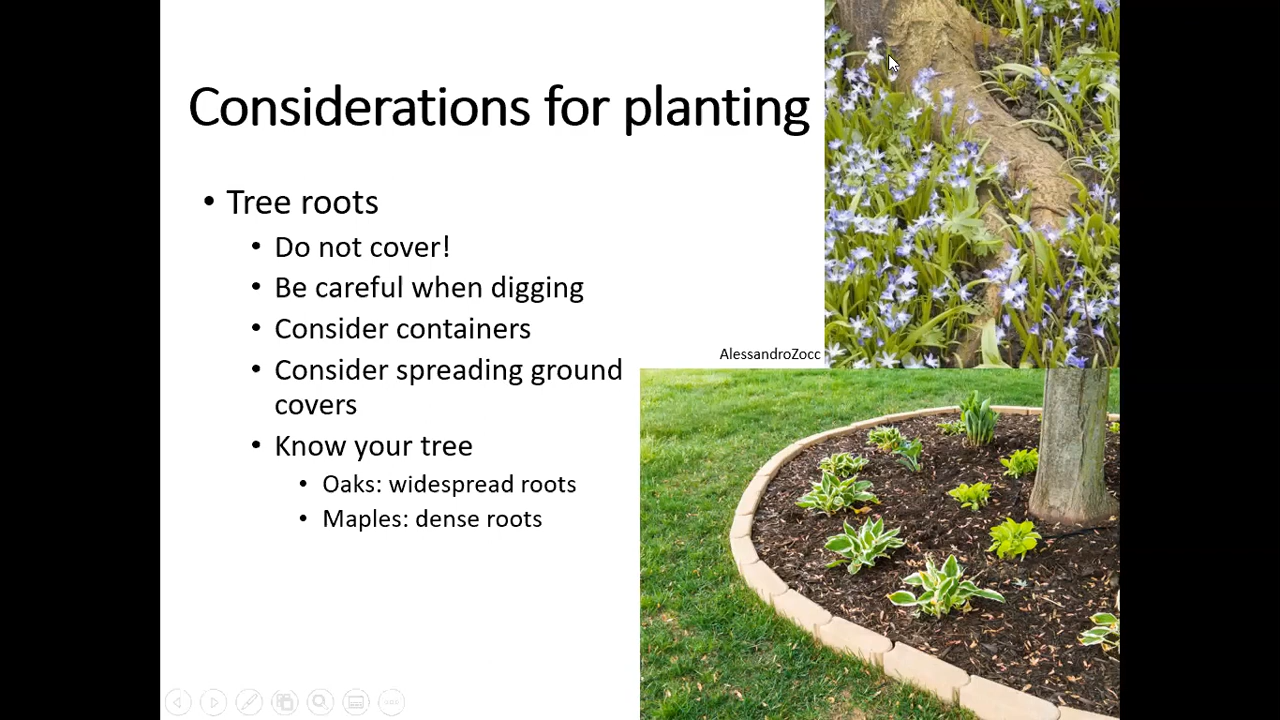 Considerations for planting
• Tree roots
• Do not cover!
• Be careful when digging
• Consider containers
• Consider spreading ground
covers
• Know your tree
• Oaks: widespread roots
• Maples: dense roots
AlessandroZocc